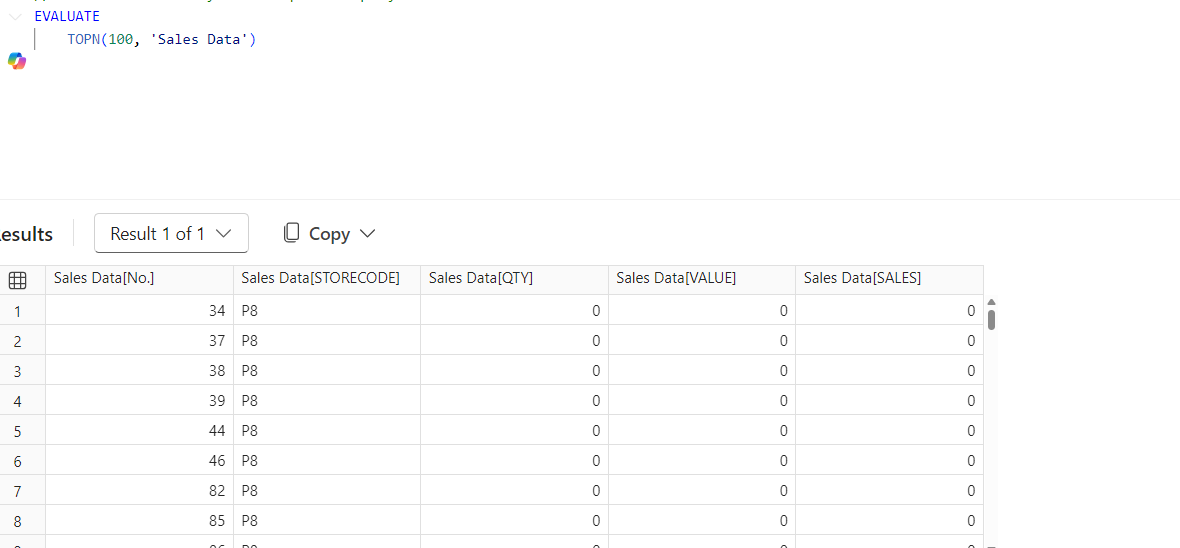 EVALUATE
TOPN(100, 'Sales Data')
esults Result 1 of 1 Copy
Sales Data[No.] Sales Data[STORECODE] Sales Data[QTY] Sales Data[VALUE] Sales Data[SALES]
1 34 P8 0 0 0
2 37 P8 0 0 0
3 38 P8 0 0 0
4 39 P8 0 0 0
5 44 P8 0 0 0
6 46 P8 0 0 0
7 82 P8 0 0 0
8 85 P8 0 0 0